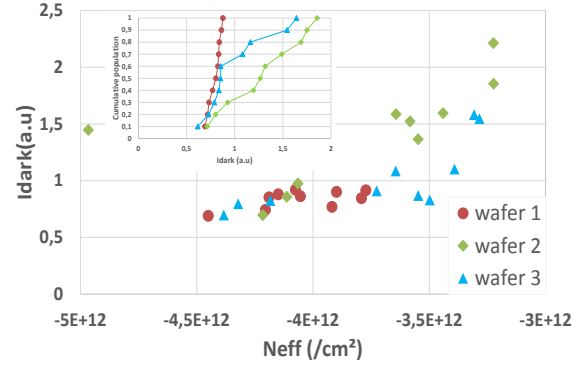 2,5
2
1,5
1
0,5
0
Idark(a.u)
-5E+12
-4,5E+12
-4E+12
-3,5E+12
-3E+12
Neff (/cm²)
wafer 1
wafer 2
wafer 3
Cumulative population
1
0,9
0,8
0,7
0,6
0,5
0,4
0,3
0,2
0,1
0,1
0
0,5
1
1,5
2
Idark (a.u)